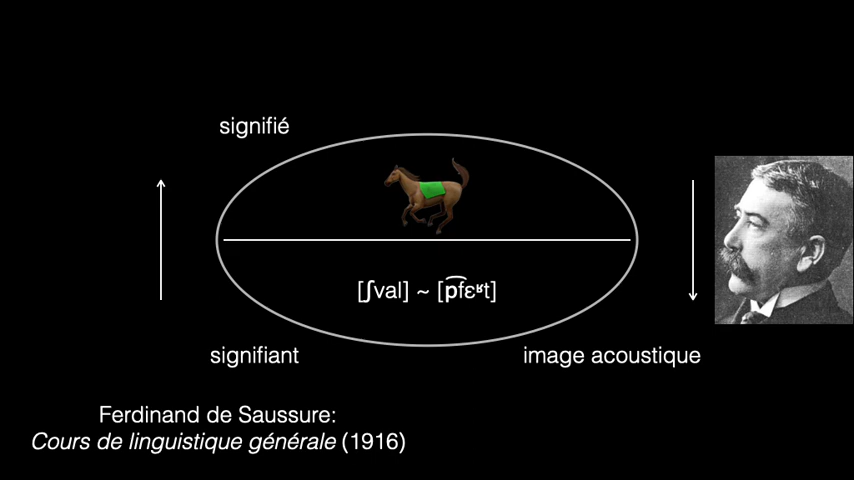 signifié
[ʃval] ~ [p͡fɛʁt]
signifiant
image acoustique
Ferdinand de Saussure:
Cours de linguistique générale (1916)